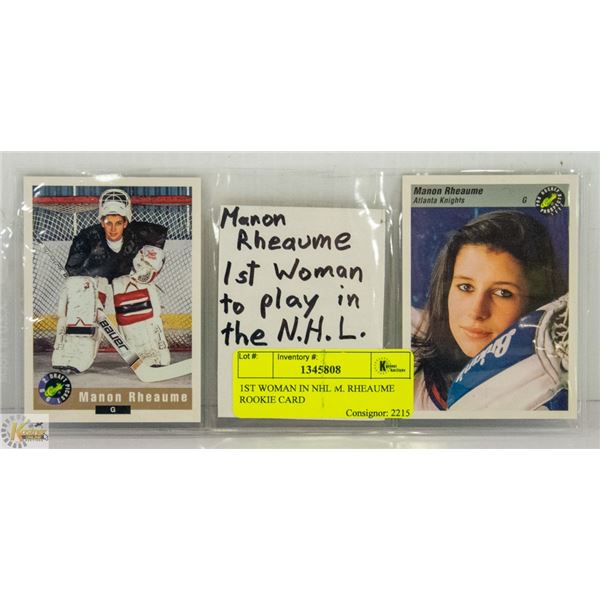 Manon Rheaume
G
BAUER
Manon
Rheaume
1st Woman
to play in
the N.H.L.
Lot #:
Inventory #:
1345808
1ST WOMAN IN NHL M. RHEAUME
ROOKIE CARD
Consignor: 2215
Manon Rheaume
Atlanta Knights
G